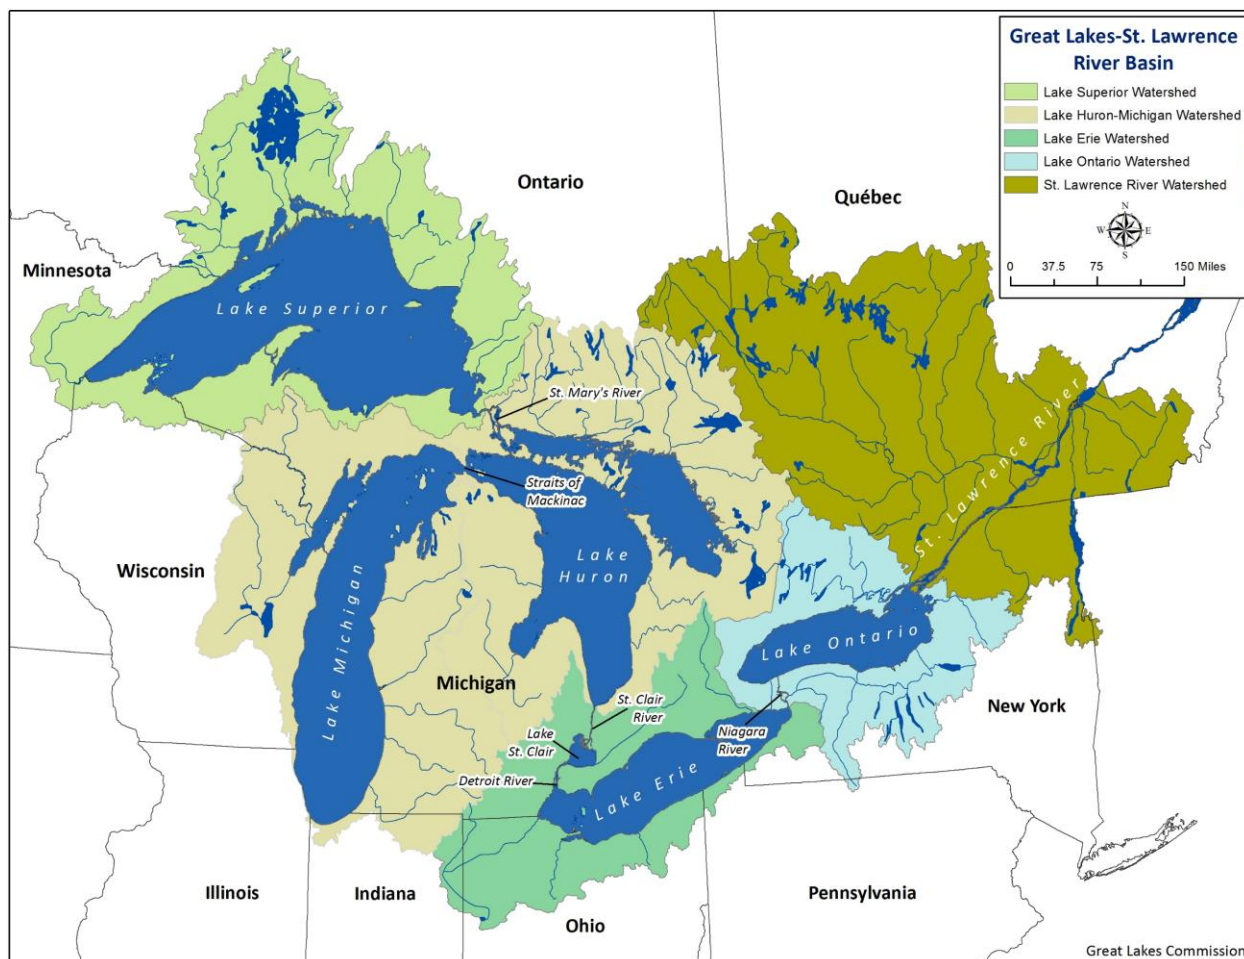 Great Lakes-St. Lawrence
River Basin
Lake Superior Watershed
Lake Huron-Michigan Watershed
Lake Erie Watershed
Lake Ontario Watershed
St. Lawrence River Watershed
N
W E
S
0 37.5 75 150 Miles
Ontario
Québec
Minnesota
Lake Superior
St. Mary's River
Straits of
Mackinac
St. Lawrence River
Wisconsin
Lake Michigan
Lake
Huron
Lake Ontario
Michigan
St. Clair
River
Lake
St. Clair
Niagara
River
New York
Detroit River
Lake Erie
Illinois
Indiana
Ohio
Pennsylvania
Great Lakes Commission